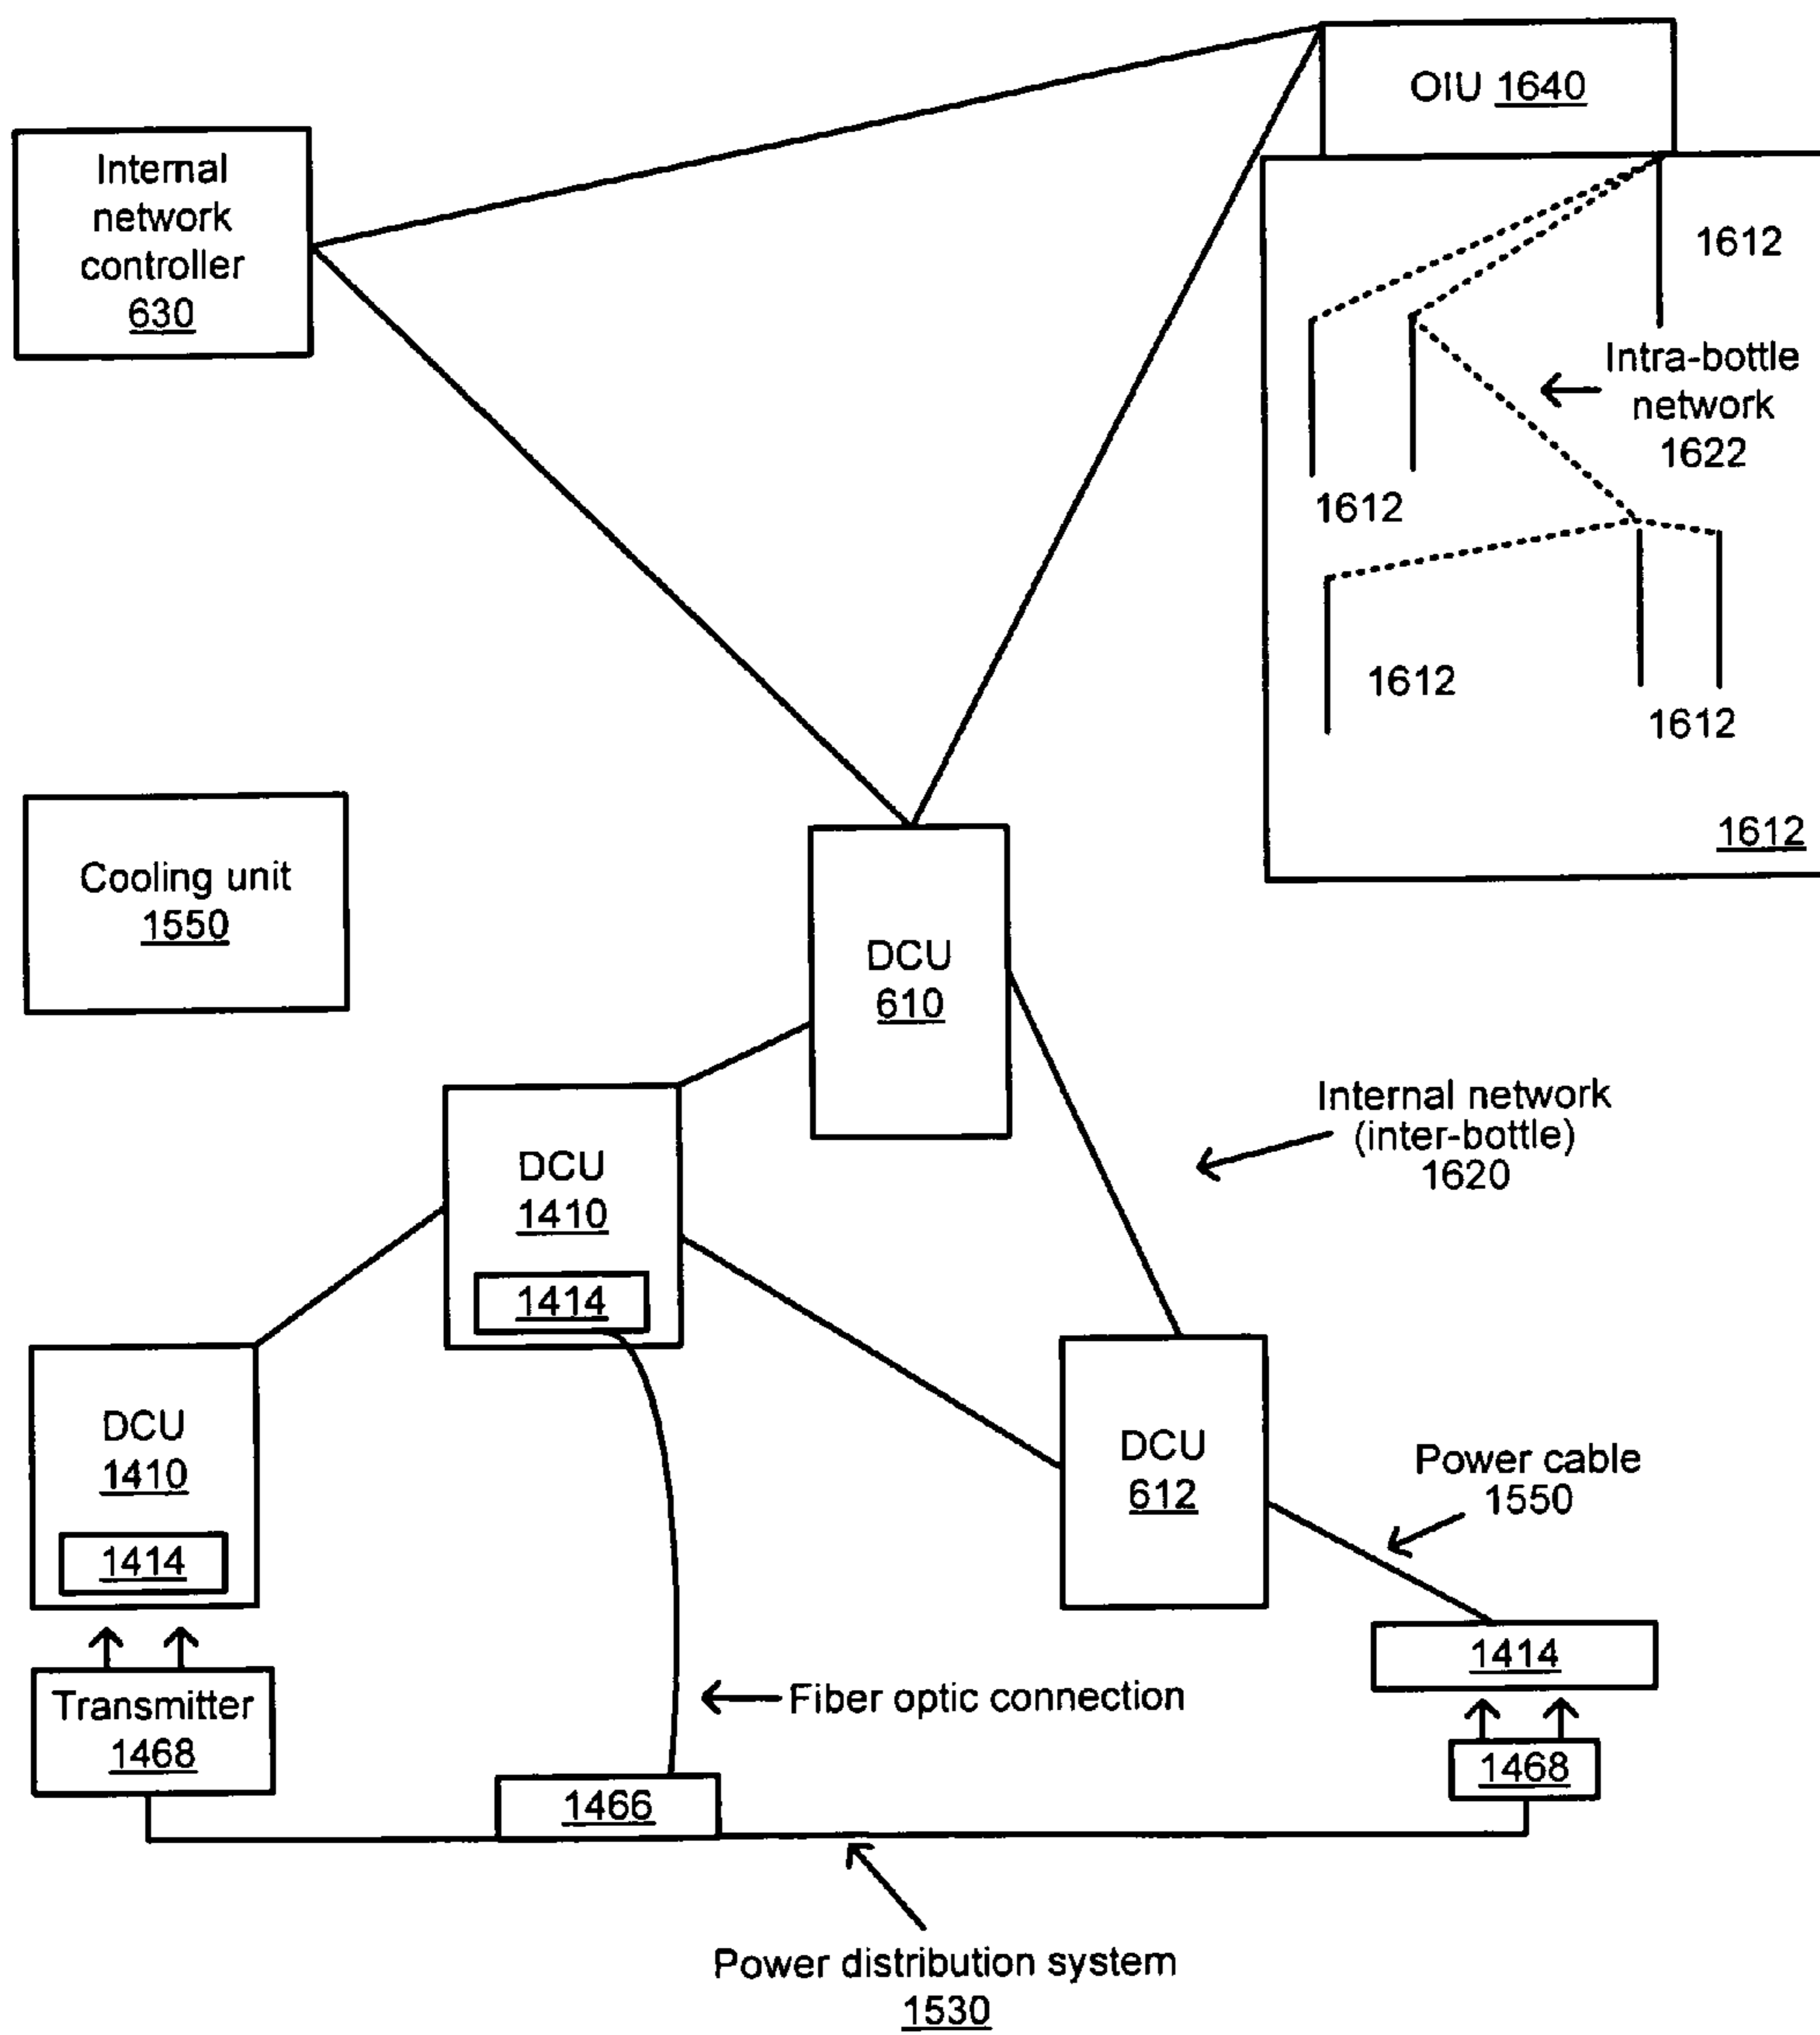 OIU 1640
Internal
network
controller
630
1612
Intra-bottle
network
1622
1612
1612
1612
1612
Cooling unit
1550
DCU
610
Internal network
(inter-bottle)
1620
DCU
1410
1414
DCU
1410
1414
DCU
612
Power cable
1550
1414
Transmitter
1468
Fiber optic connection
1466
1468
Power distribution system
1530